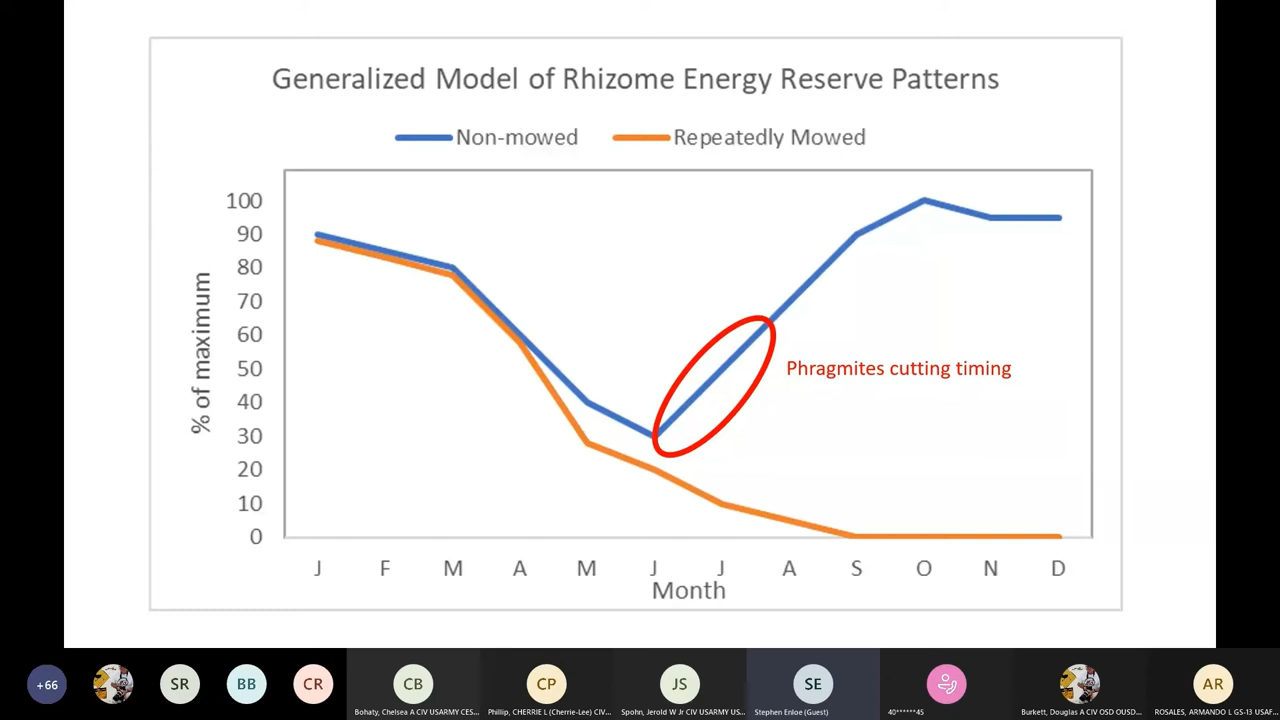 Generalized Model of Rhizome Energy Reserve Patterns
Non-mowed Repeatedly Mowed
100
90
80
70
60
50
40
30
20
10
0
% of maximum
Phragmites cutting timing
J F M A M J J A S O N D
Month
+66 SR BB CR CB CP JS SE AR
Bohaty, Chelsea A CIV USARMY CES... Phillip, CHERRIE L (Cherrie-Lee) CIV... Spohn, Jerold W Jr CIV USARMY US... Stephen Enloe (Guest) 40******45 Burkett, Douglas A CIV OSD OUSD... ROSALES, ARMANDO L GS-13 USAF...